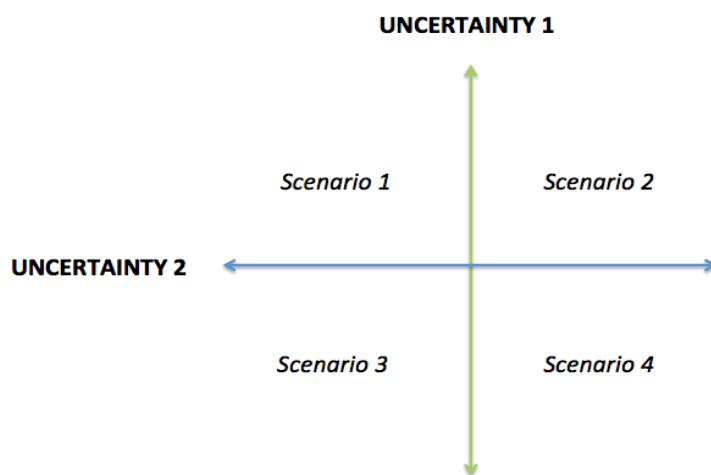 UNCERTAINTY 1
Scenario 1
Scenario 2
UNCERTAINTY 2
Scenario 3
Scenario 4